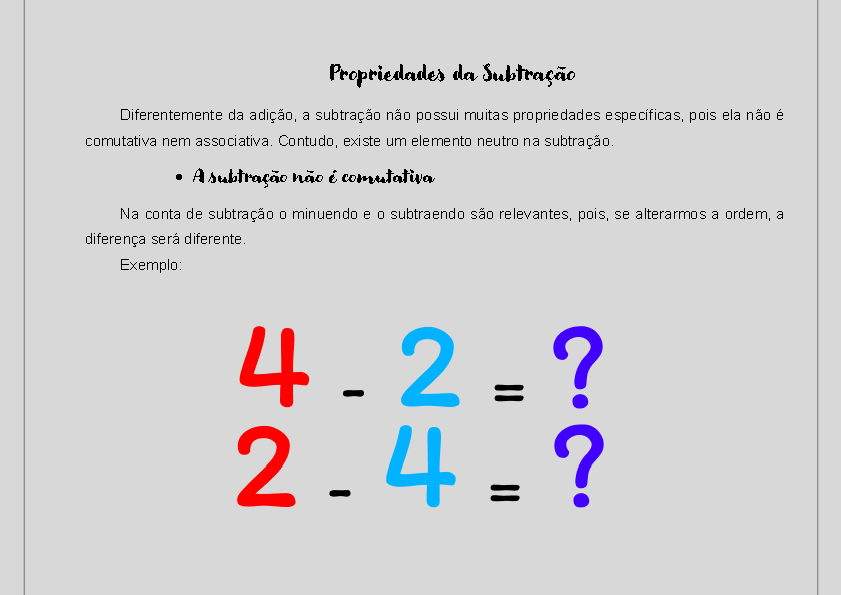 Propriedades da Subtração
Diferentemente da adição, a subtração não possui muitas propriedades específicas, pois ela não é
comutativa nem associativa. Contudo, existe um elemento neutro na subtração.
• A subtração não é comutativa
Na conta de subtração o minuendo e o subtraendo são relevantes, pois, se alterarmos a ordem, a
diferença será diferente.
Exemplo:
4 - 2 = ?
2 - 4 = ?